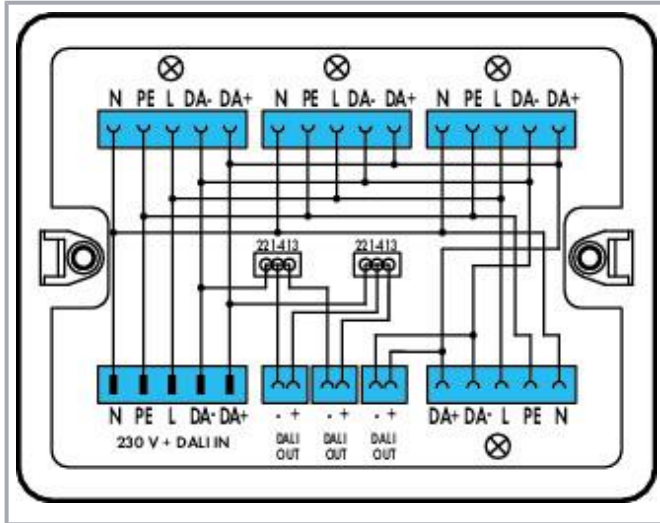 N PE L DA- DA+ N PE L DA- DA+ N PE L DA- DA+
221-413 221-413
- + - + - +
N PE L DA- DA+ DALI OUT DALI OUT DALI OUT DA+ DA- L PE N
230 V + DALI IN